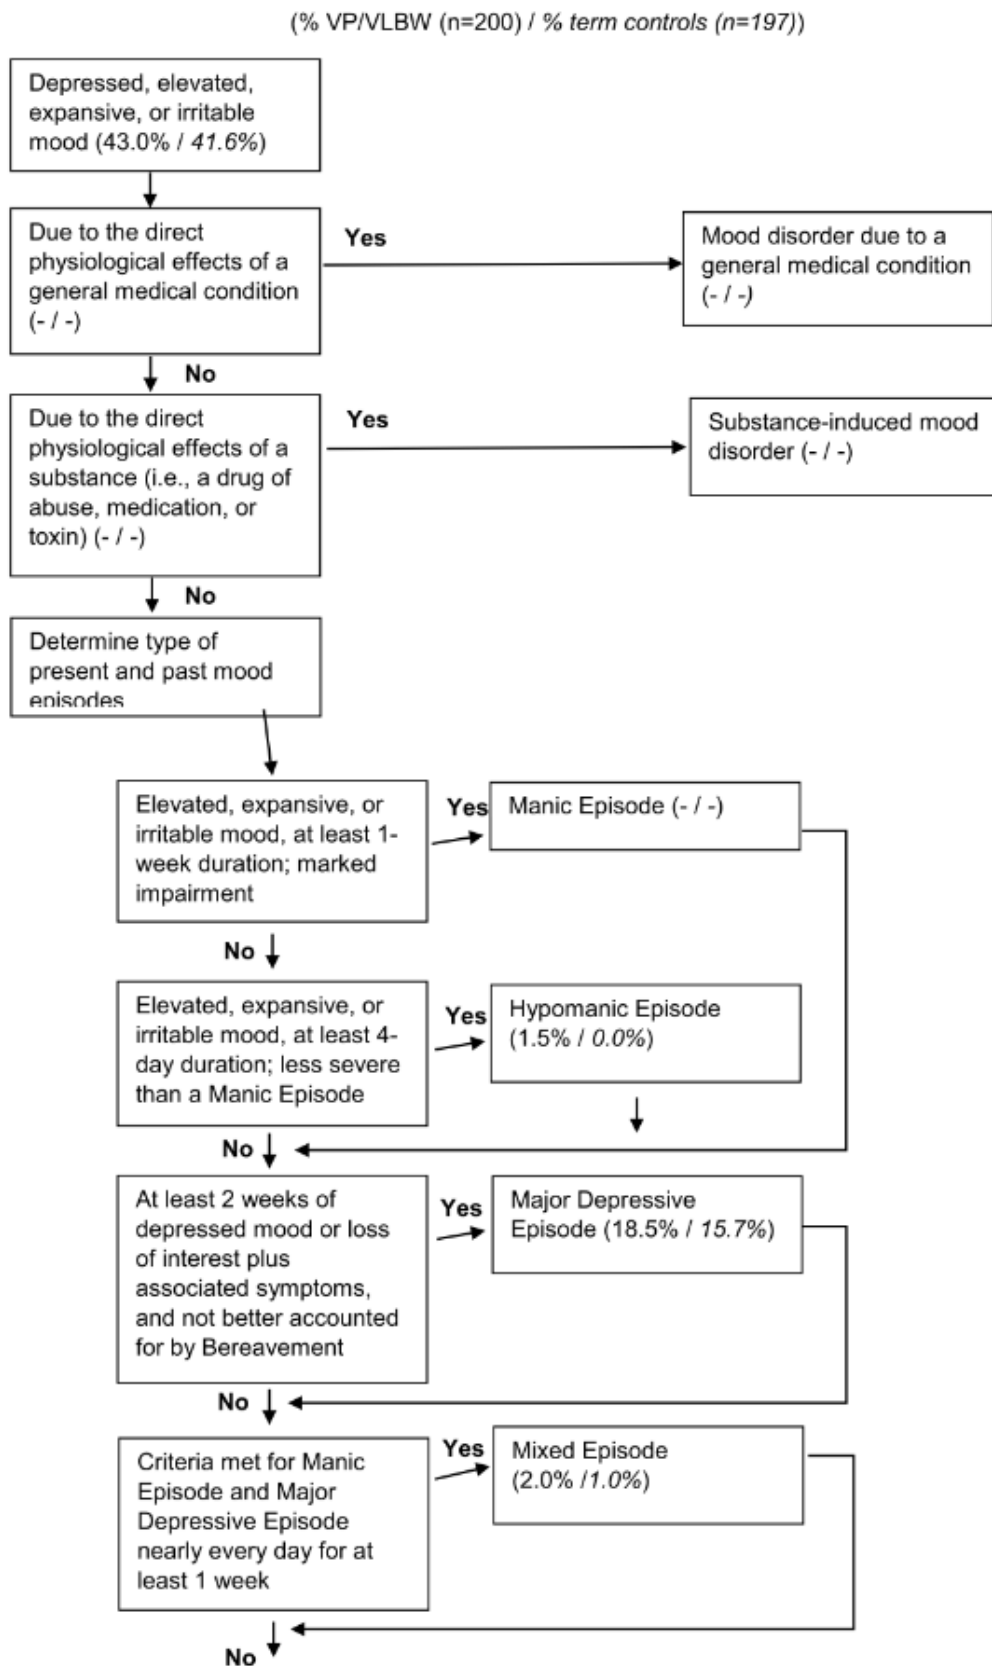 (% VP/VLBW (n=200) / % term controls (n=197))
Depressed, elevated,
expansive, or irritable
mood (43.0% / 41.6%)
Due to the direct
physiological effects of a
general medical condition
(- / -)
Yes
Mood disorder due to a
general medical condition
(- / -)
No
Due to the direct
physiological effects of a
substance (i.e., a drug of
abuse, medication, or
toxin) (- / -)
Yes
Substance-induced mood
disorder (- / -)
No
Determine type of
present and past mood
episodes
Elevated, expansive, or
irritable mood, at least 1-
week duration; marked
impairment
Yes
Manic Episode (- / -)
No
Elevated, expansive, or
irritable mood, at least 4-
day duration; less severe
than a Manic Episode
Yes
Hypomanic Episode
(1.5% / 0.0%)
No
At least 2 weeks of
depressed mood or loss
of interest plus
associated symptoms,
and not better accounted
for by Bereavement
Yes
Major Depressive
Episode (18.5% / 15.7%)
No
Criteria met for Manic
Episode and Major
Depressive Episode
nearly every day for at
least 1 week
Yes
Mixed Episode
(2.0% /1.0%)
No